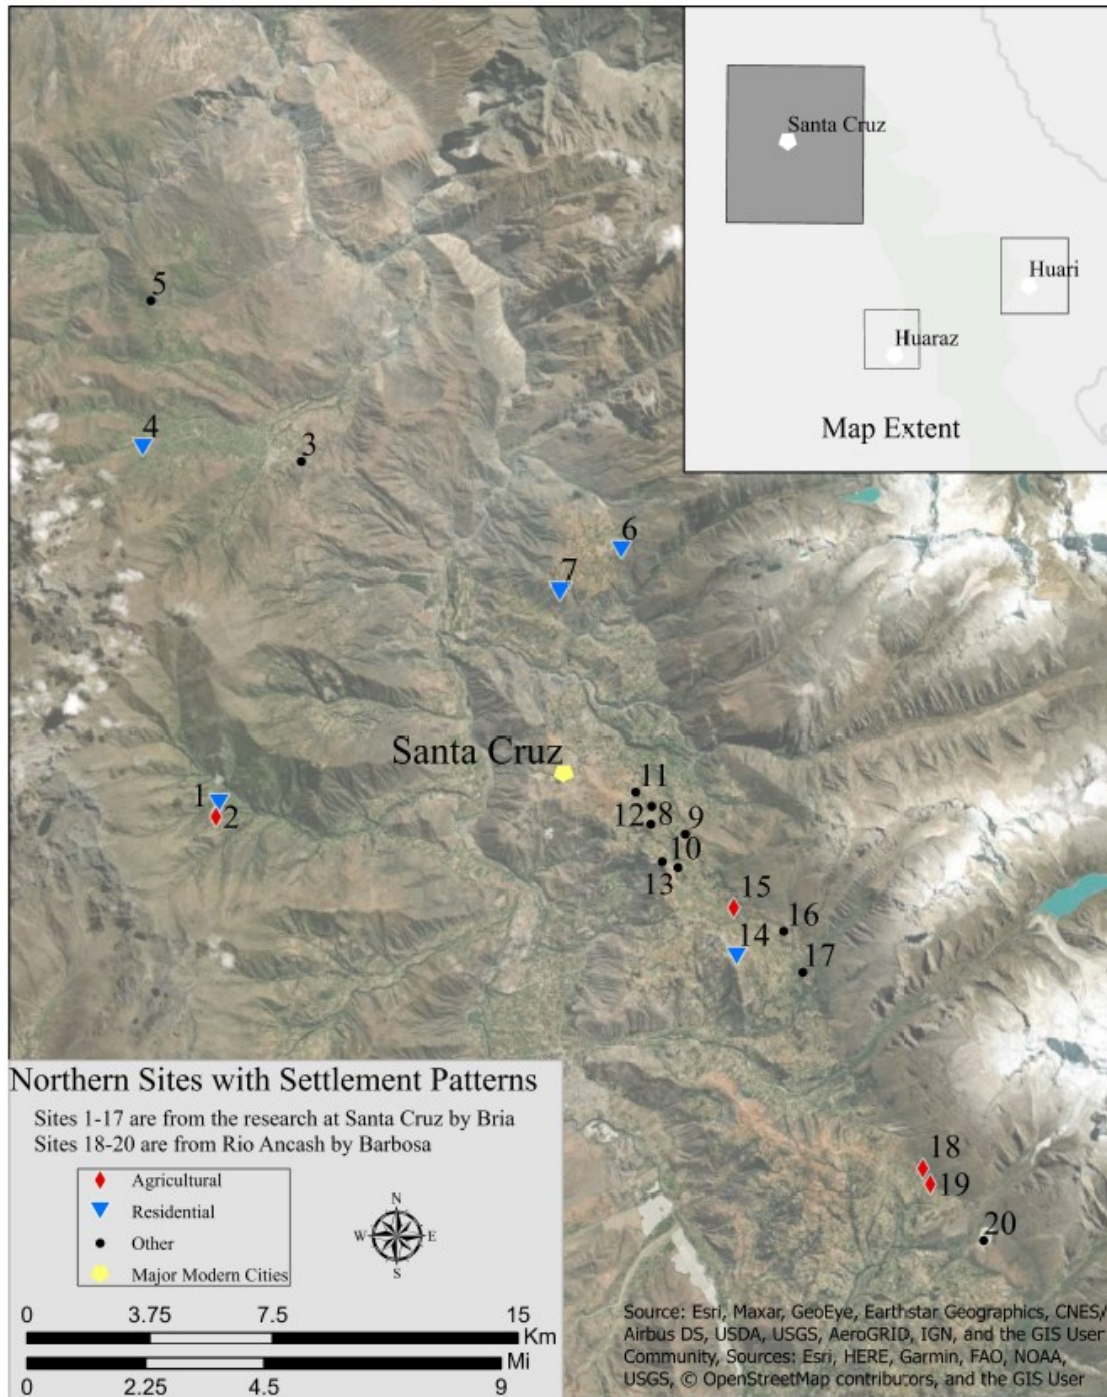 Santa Cruz
Huari
Huaraz
Map Extent
5
4
3
6
7
Santa Cruz
1
2
11
12 8 9
10
13
15
16
14
17
18
19
20
Northern Sites with Settlement Patterns
Sites 1-17 are from the research at Santa Cruz by Bria
Sites 18-20 are from Rio Ancash by Barbosa
Agricultural
Residential
Other
Major Modern Cities
N
W E
S
0 3.75 7.5 15
Km
Mi
0 2.25 4.5 9
Source: Esri, Maxar, GeoEye, Earthstar Geographics, CNES/
Airbus DS, USDA, USGS, AeroGRID, IGN, and the GIS User
Community, Sources: Esri, HERE, Garmin, FAO, NOAA,
USGS, © OpenStreetMap contributors, and the GIS User